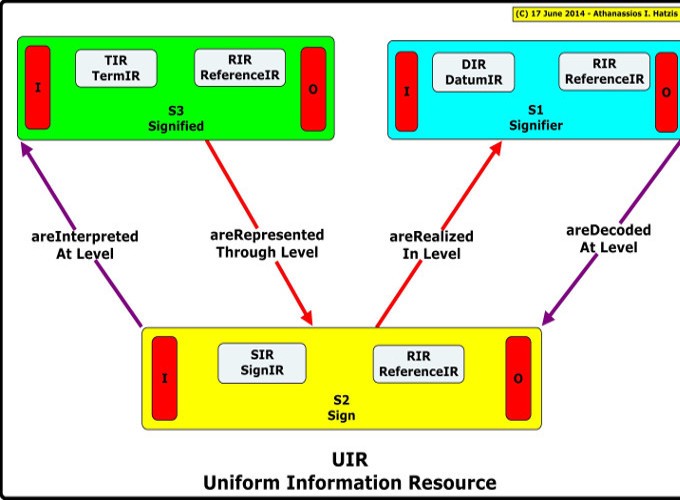 (C) 17 June 2014 - Athanassios I. Hatzis
I
TIR
TermIR
RIR
ReferenceIR
O
S3
Signified
I
DIR
DatumIR
RIR
ReferenceIR
O
S1
Signifier
areInterpreted
At Level
areRepresented
Through Level
areRealized
In Level
areDecoded
At Level
I
SIR
SignIR
RIR
ReferenceIR
O
S2
Sign
UIR
Uniform Information Resource